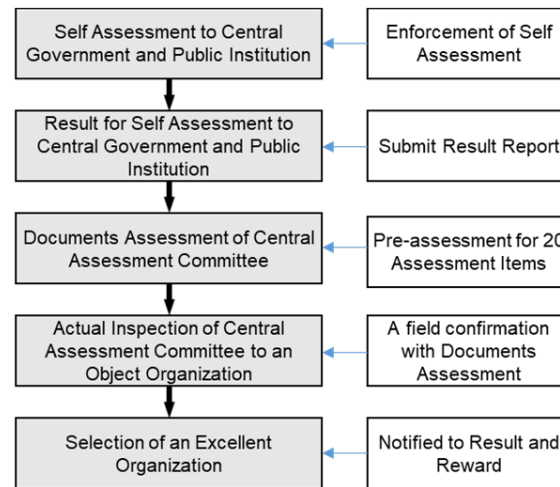 Self Assessment to Central
Government and Public Institution
Enforcement of Self
Assessment
Result for Self Assessment to
Central Government and Public
Institution
Submit Result Report
Documents Assessment of Central
Assessment Committee
Pre-assessment for 20
Assessment Items
Actual Inspection of Central
Assessment Committee to an
Object Organization
A field confirmation
with Documents
Assessment
Selection of an Excellent
Organization
Notified to Result and
Reward